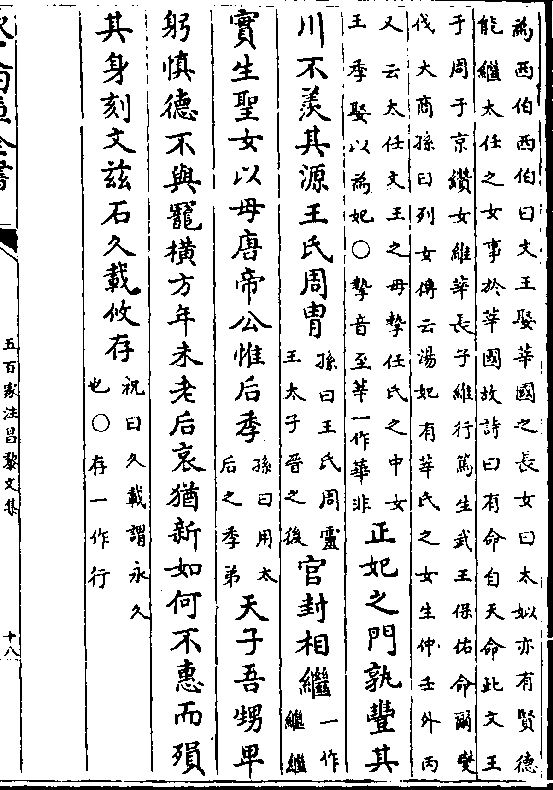 為西伯西伯曰文王娶莘國之長女曰太姒亦有賢德
能繼太任之女事於莘國故詩曰有命自天命此文王
于周于京纘女維莘長子維行篤生武王保佑命爾燮
伐大商孫曰列女傳云湯妃有莘氏之女生仲壬外丙
又云太任文王之母摯任氏之中女
王季娶以為妃〇摯音至莘一作華非
正妃之門孰豐其
川不羨其源王氏周胄
孫曰王氏周靈
王太子晉之後
官封相繼
一作
繼繼
實生聖女以母唐帝公惟后季
孫曰用太
后之季弟
天子吾甥卑
躬慎德不與寵橫方年未老后哀猶新如何不惠而殞
其身刻文茲石久載攸存
祝曰久載謂永久
也〇存一作行
五百家注昌黎文集
十八